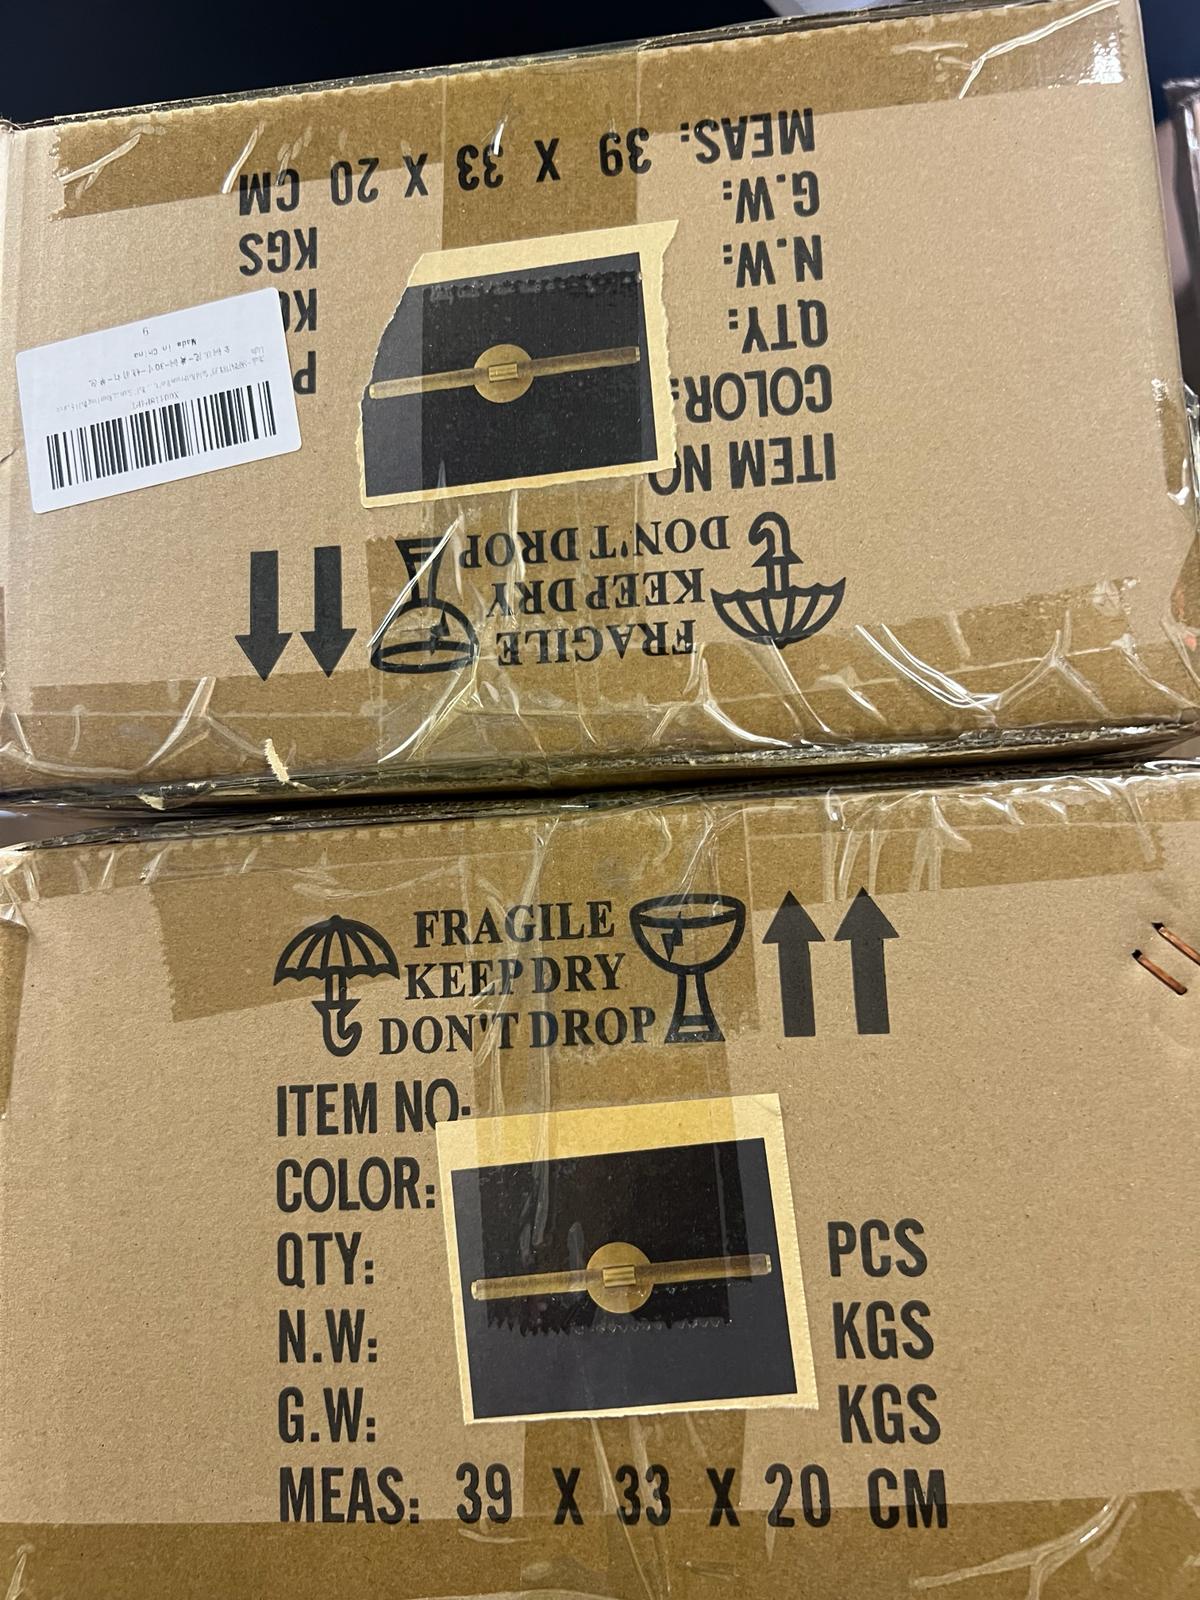 MEAS: 39 X 33 X 20 CM
G.W: KGS
N.W:
QTY:
COLOR:
ITEM NO
DON'T DROP
KEEP DRY
FRAGILE
9
Made in China
FRAGILE
KEEP DRY
DON'T DROP
ITEM NO:
COLOR:
QTY: PCS
N.W: KGS
G.W: KGS
MEAS: 39 X 33 X 20 CM